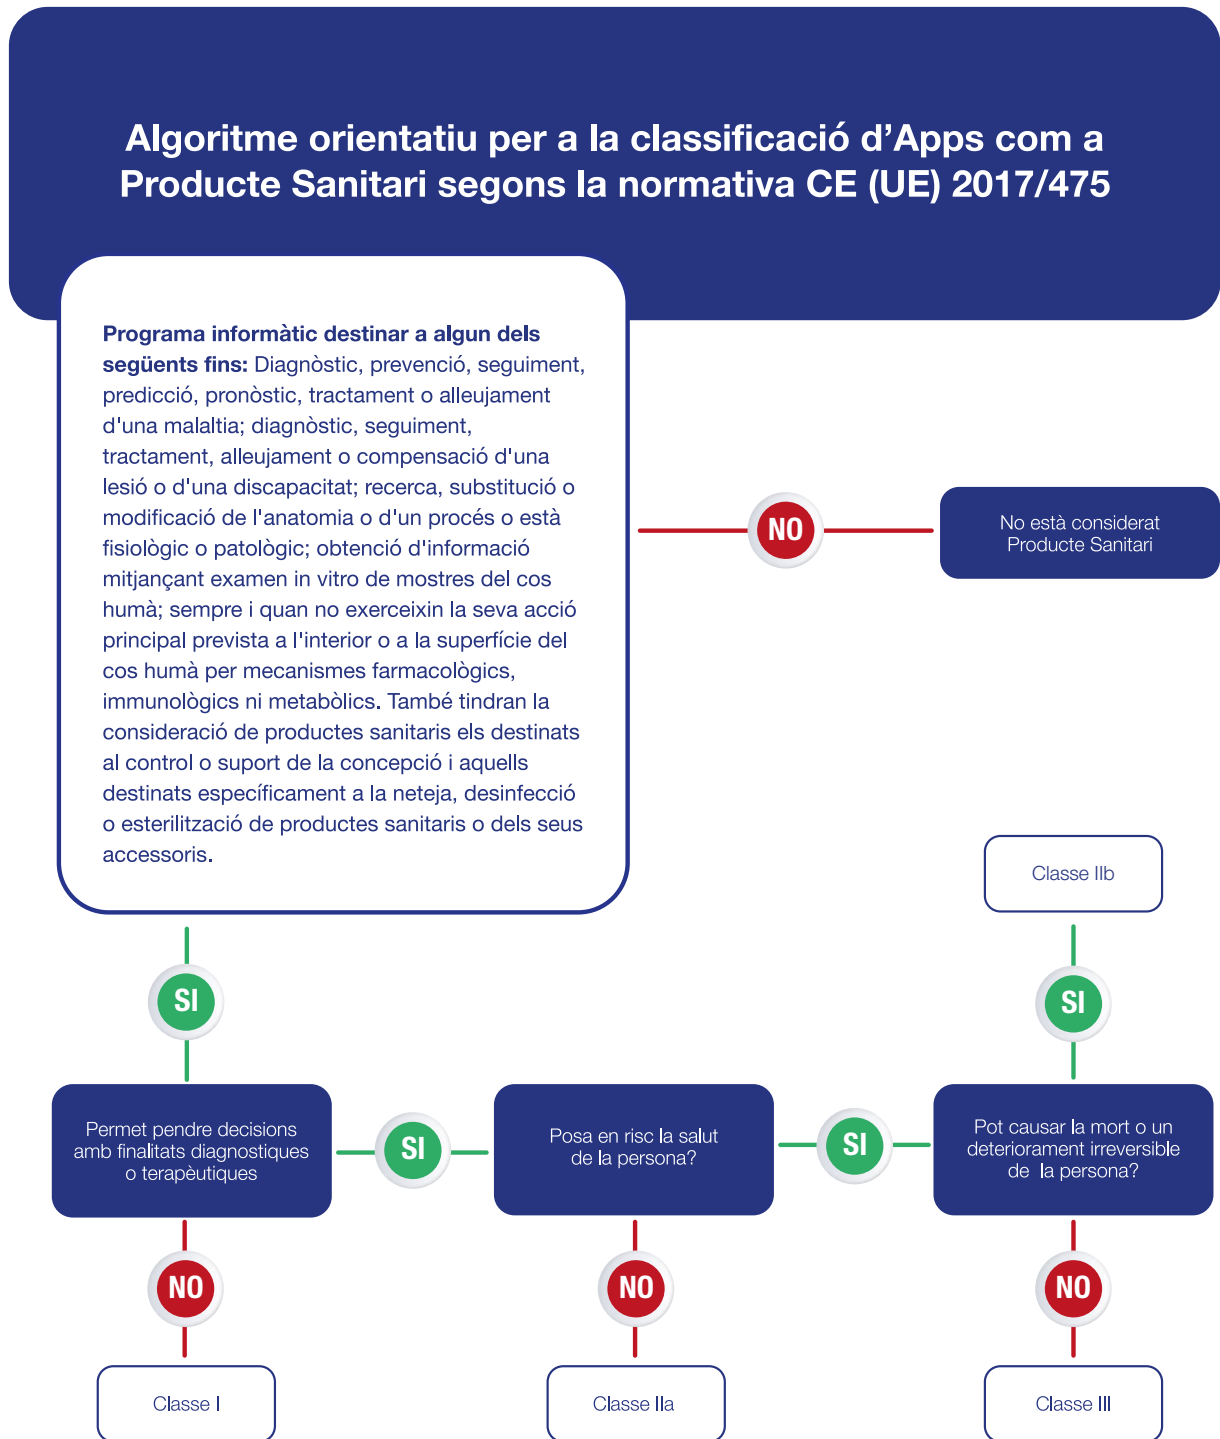 Algoritme orientatiu per a la classificació d’Apps com a
Producte Sanitari segons la normativa CE (UE) 2017/475
Programa informàtic destinar a algun dels
següents fins: Diagnòstic, prevenció, seguiment,
predicció, pronòstic, tractament o alleujament
d'una malaltia; diagnòstic, seguiment,
tractament, alleujament o compensació d'una
lesió o d'una discapacitat; recerca, substitució o
modificació de l'anatomia o d'un procés o està
fisiològic o patològic; obtenció d'informació
mitjançant examen in vitro de mostres del cos
humà; sempre i quan no exerceixin la seva acció
principal prevista a l'interior o a la superfície del
cos humà per mecanismes farmacològics,
immunològics ni metabòlics. També tindran la
consideració de productes sanitaris els destinats
al control o suport de la concepció i aquells
destinats específicament a la neteja, desinfecció
o esterilització de productes sanitaris o dels seus
accessoris.
NO
No està considerat
Producte Sanitari
Classe IIb
SI
SI
Permet pendre decisions
amb finalitats diagnostiques
o terapèutiques
SI
Posa en risc la salut
de la persona?
SI
Pot causar la mort o un
deteriorament irreversible
de la persona?
NO
NO
NO
Classe I
Classe IIa
Classe III